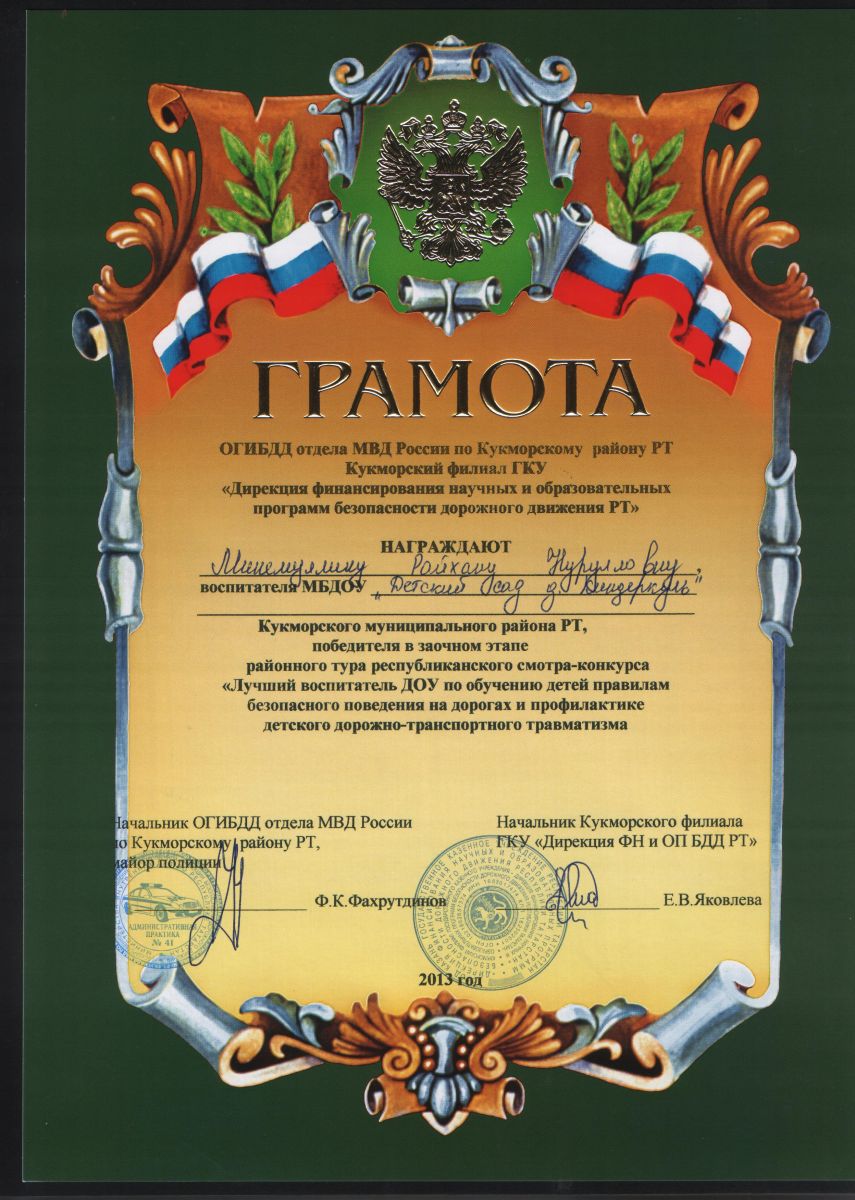 ГРАМОТА
ОГИБДД отдела МВД России по Кукморскому району РТ
Кукморский филиал ГКУ
«Дирекция финансирования научных и образовательных
программ безопасности дорожного движения РТ»
НАГРАЖДАЮТ
Нурулловну,
воспитателя МБДОУ „Детский сад д.
Кукморского муниципального района РТ,
победителя в заочном этапе
районного тура республиканского смотра-конкурса
«Лучший воспитатель ДОУ по обучению детей правилам
безопасного поведения на дорогах и профилактике
детского дорожно-транспортного травматизма
Начальник ОГИБДД отдела МВД России
по Кукморскому району РТ,
майор полиции
Ф.К.Фахрутдинов
Начальник Кукморского филиала
ГКУ «Дирекция ФН и ОП БДД РТ»
Е.В.Яковлева
АДМИНИСТРАТИВНАЯ
ПРАКТИКА
№ 41
2013 год